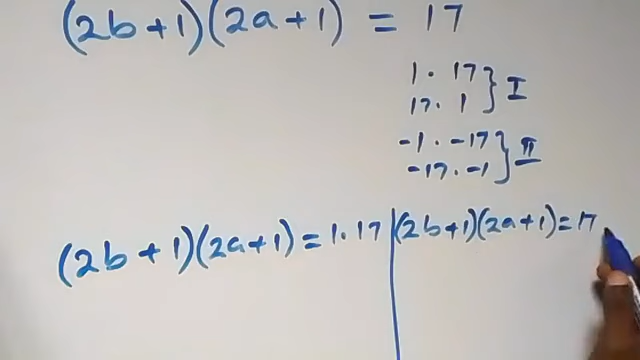 (2b+1)(2a+1) = 17
1 · 17
17 · 1 } I
-1 · -17
-17 · -1 } II
(2b+1)(2a+1) = 1 · 17 | (2b+1)(2a+1) = 17